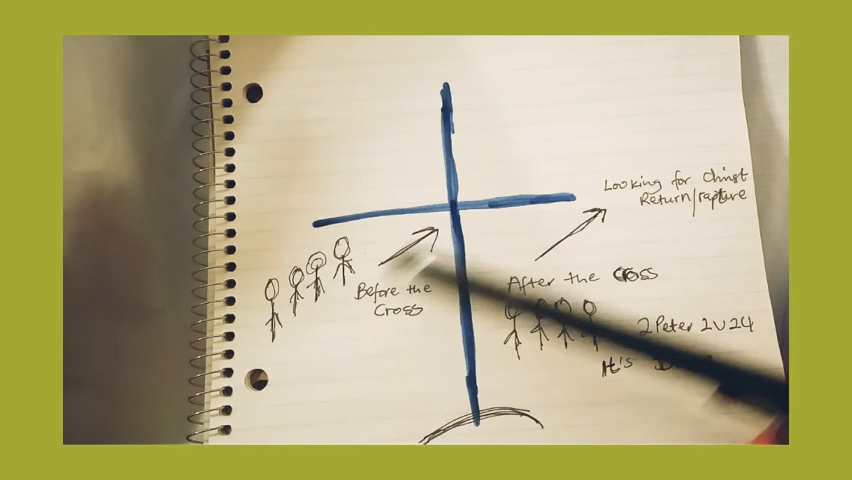 Looking for Christ
Return/rapture
Before the
Cross
After the Cross
2 Peter 2v24
It's